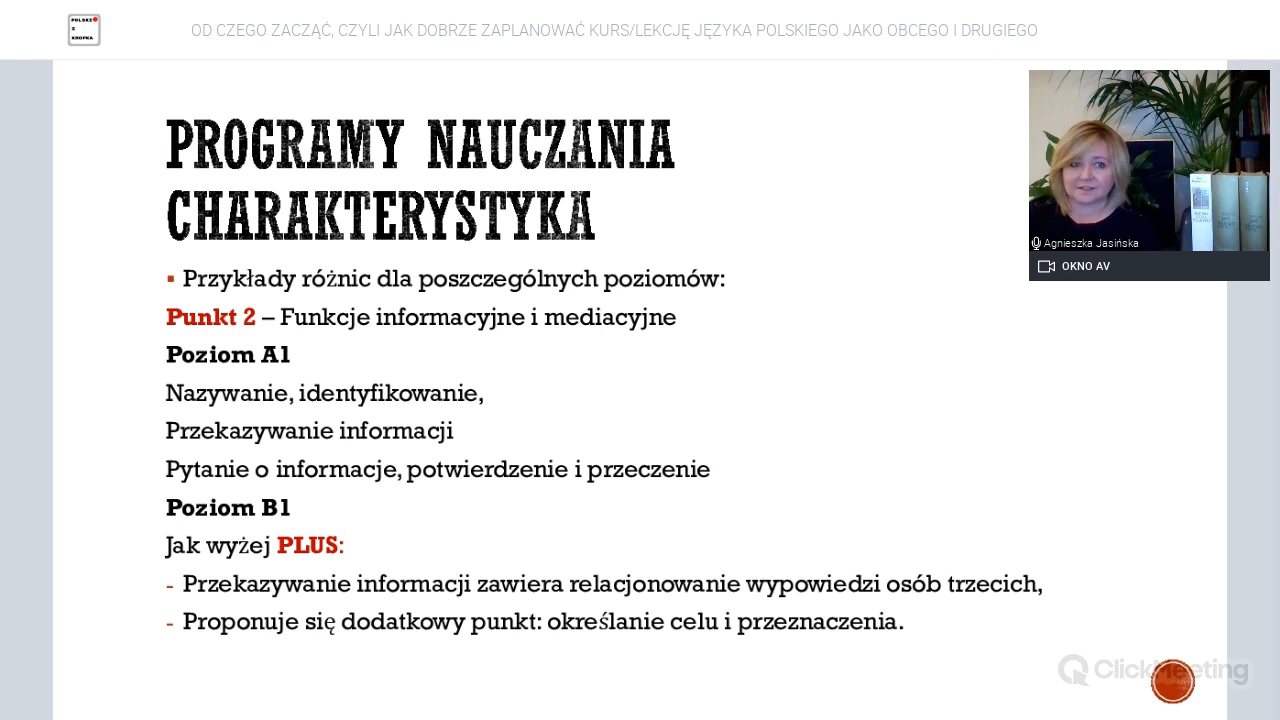 POLSKI
Z
KROPKĄ
OD CZEGO ZACZĄĆ, CZYLI JAK DOBRZE ZAPLANOWAĆ KURS/LEKCJĘ JĘZYKA POLSKIEGO JAKO OBCEGO I DRUGIEGO
PROGRAMY NAUCZANIA
CHARAKTERYSTYKA
▪ Przykłady różnic dla poszczególnych poziomów:
Punkt 2 – Funkcje informacyjne i mediacyjne
Poziom A1
Nazywanie, identyfikowanie,
Przekazywanie informacji
Pytanie o informacje, potwierdzenie i przeczenie
Poziom B1
Jak wyżej PLUS:
- Przekazywanie informacji zawiera relacjonowanie wypowiedzi osób trzecich,
- Proponuje się dodatkowy punkt: określanie celu i przeznaczenia.
Agnieszka Jasińska
OKNO AV
ClickMeeting